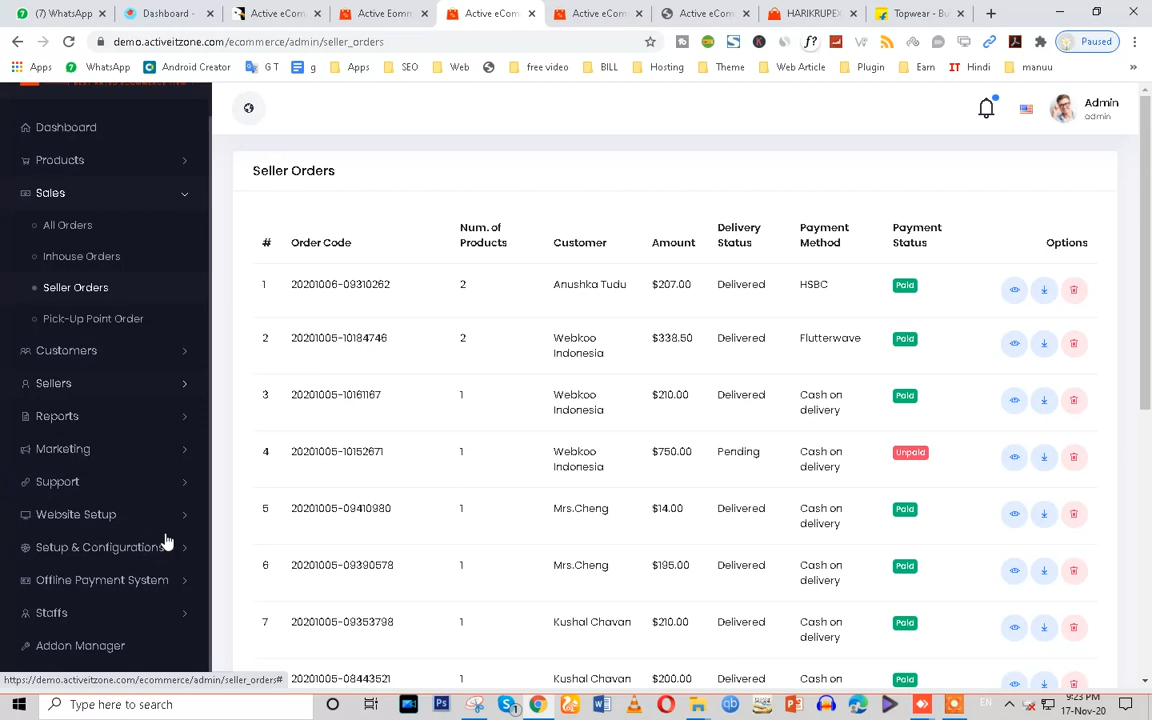 (7) WhatsApp
Dashboard -
Active eCom
Active Eomm
Active eCom
Active eCom
Active eCom
HARIKRUPEX
Topwear - Bu
demo.activeitzone.com/ecommerce/admin/seller_orders
Paused
Apps
WhatsApp
Android Creator
G T
g
Apps
SEO
Web
free video
BILL
Hosting
Theme
Web Article
Plugin
Earn
IT Hindi
manuu
Admin
admin
Dashboard
Products
Sales
All Orders
Inhouse Orders
Seller Orders
Pick-Up Point Order
Customers
Sellers
Reports
Marketing
Support
Website Setup
Setup & Configurations
Offline Payment System
Staffs
Addon Manager
Seller Orders
# Order Code Num. of Products Customer Amount Delivery Status Payment Method Payment Status Options
1 20201006-09310262 2 Anushka Tudu $207.00 Delivered HSBC Paid
2 20201005-10184746 2 Webkoo Indonesia $338.50 Delivered Flutterwave Paid
3 20201005-10161167 1 Webkoo Indonesia $210.00 Delivered Cash on delivery Paid
4 20201005-10152671 1 Webkoo Indonesia $750.00 Pending Cash on delivery Unpaid
5 20201005-09410980 1 Mrs.Cheng $14.00 Delivered Cash on delivery Paid
6 20201005-09390578 1 Mrs.Cheng $195.00 Delivered Cash on delivery Paid
7 20201005-09353798 1 Kushal Chavan $210.00 Delivered Cash on delivery Paid
20201005-08443521 1 Kushal Chavan $200.00 Delivered Cash on Paid
https://demo.activeitzone.com/ecommerce/admin/seller_orders#
Type here to search
EN
9:23 PM
17-Nov-20